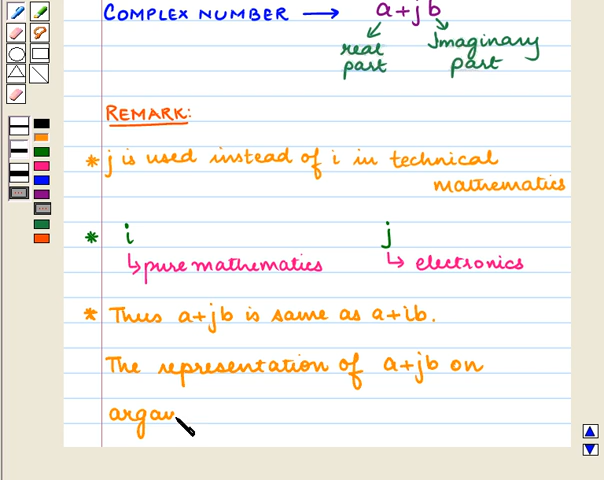 COMPLEX NUMBER → a+jb
real part
Imaginary part
REMARK:
* j is used instead of i in technical
mathematics
* i j
↳ pure mathematics ↳ electronics
* Thus a+jb is same as a+ib.
The representation of a+jb on
argan